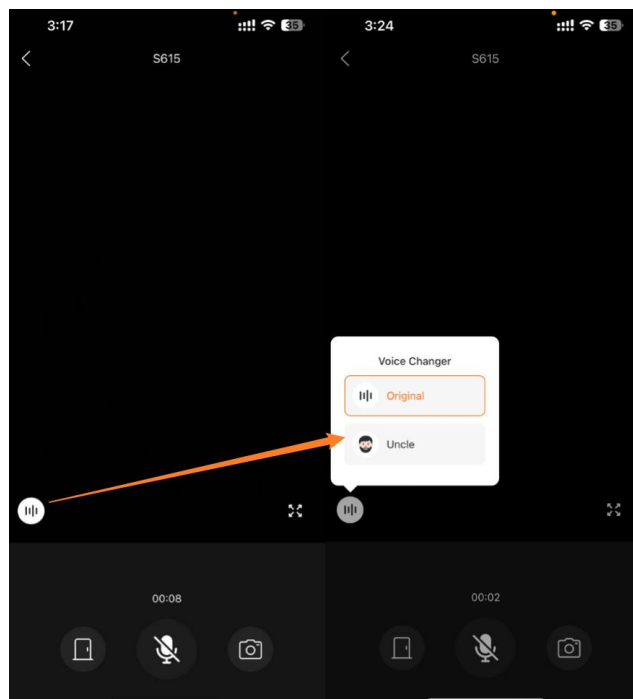 3:17
35
S615
00:08
3:24
35
S615
Voice Changer
Original
Uncle
00:02